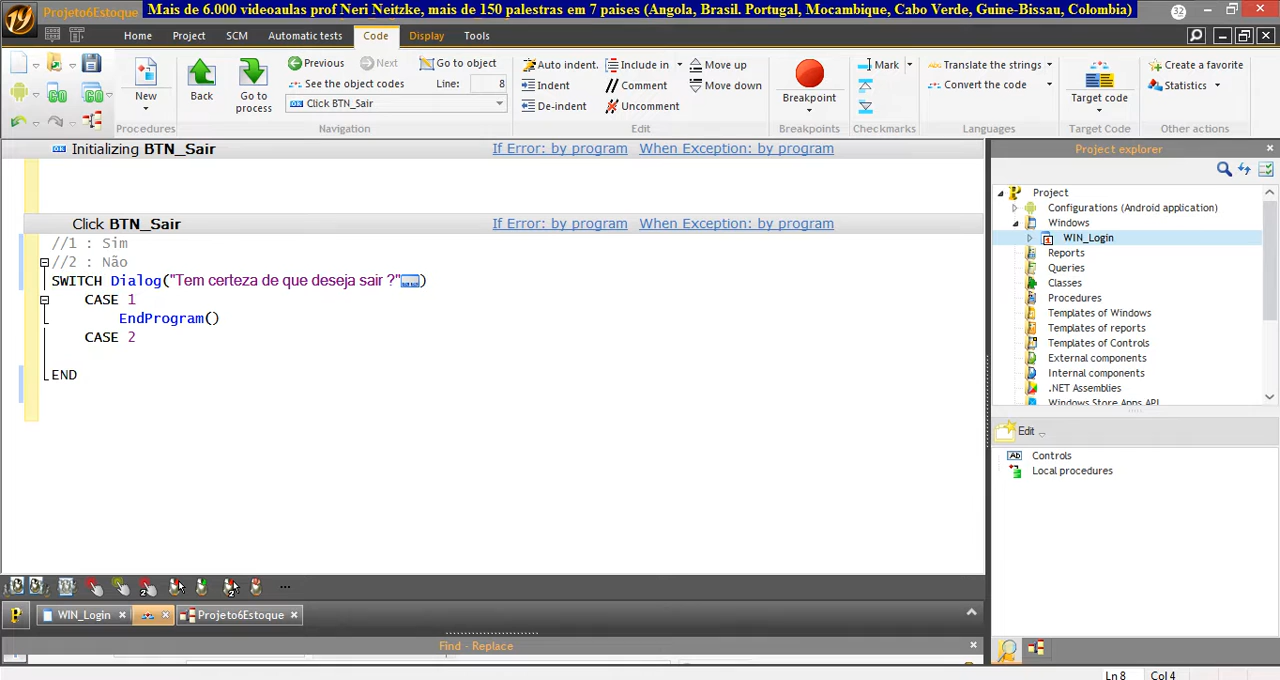 Mais de 6.000 videoaulas prof Neri Neitzke, mais de 150 palestras em 7 paises (Angola, Brasil. Portugal, Mocambique, Cabo Verde, Guine-Bissau, Colombia)
Projeto6Estoque
32
Home Project SCM Automatic tests Code Display Tools
New
Procedures
Back
Go to process
Previous Next Go to object
See the object codes Line: 8
Click BTN_Sair
Navigation
Auto indent. Include in Move up
Indent Comment Move down
De-indent Uncomment
Edit
Breakpoint
Breakpoints
Mark
Checkmarks
Translate the strings
Convert the code
Languages
Target code
Target Code
Create a favorite
Statistics
Other actions
Initializing BTN_Sair If Error: by program When Exception: by program
Click BTN_Sair If Error: by program When Exception: by program
//1 : Sim
//2 : Não
SWITCH Dialog("Tem certeza de que deseja sair ?")
CASE 1
EndProgram()
CASE 2
END
Project explorer
Project
Configurations (Android application)
Windows
WIN_Login
Reports
Queries
Classes
Procedures
Templates of Windows
Templates of reports
Templates of Controls
External components
Internal components
.NET Assemblies
Windows Store Apps API
Edit
Controls
Local procedures
WIN_Login Projeto6Estoque
Find - Replace
Ln 8 Col 4